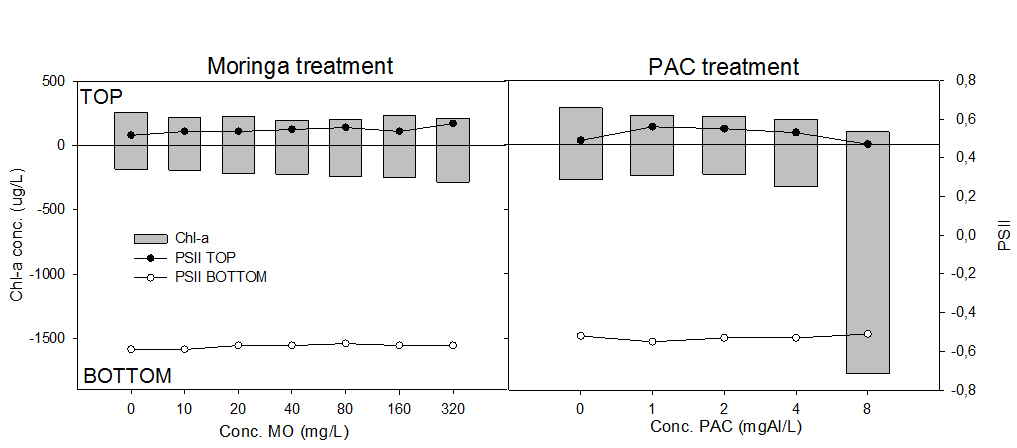 Moringa treatment
PAC treatment
500
0
-500
-1000
-1500
Chl-a conc. (ug/L)
TOP
Chl-a
PSII TOP
PSII BOTTOM
BOTTOM
0 10 20 40 80 160 320
Conc. MO (mg/L)
0 1 2 4 8
Conc. PAC (mgAl/L)
0,8
0,6
0,4
0,2
0,0
-0,2
-0,4
-0,6
-0,8
PSII